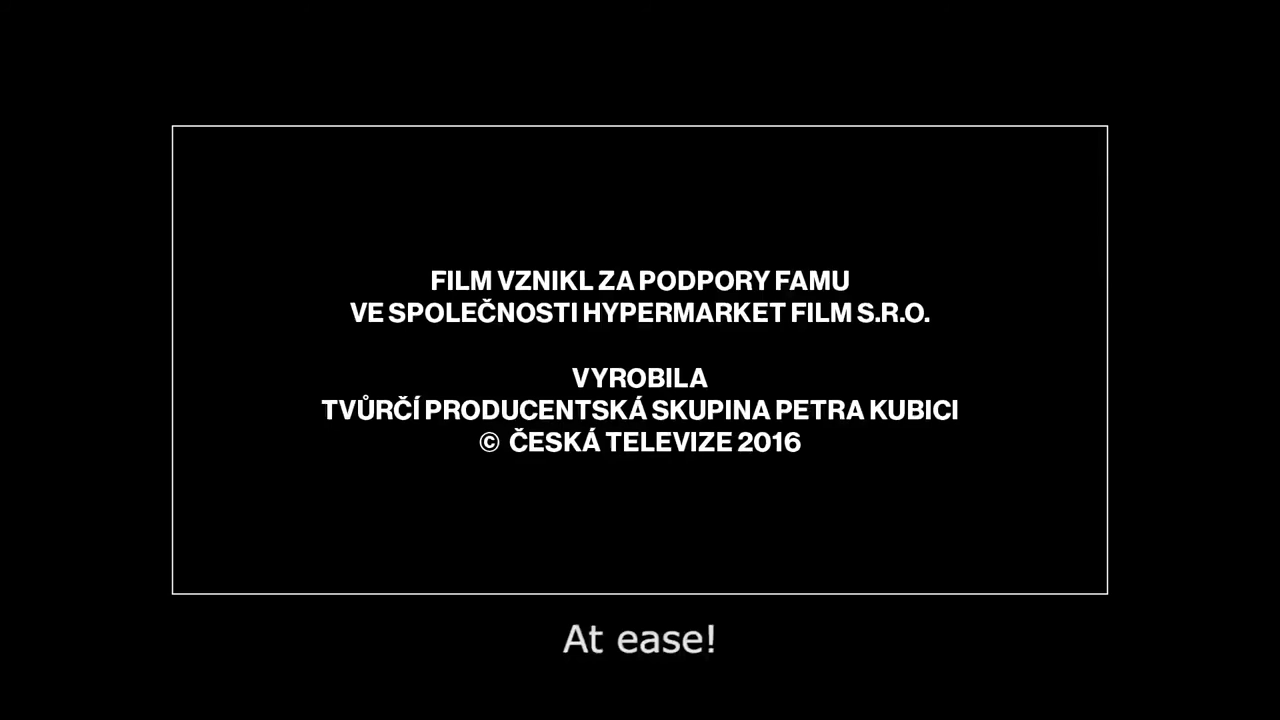 FILM VZNIKL ZA PODPORY FAMU
VE SPOLEČNOSTI HYPERMARKET FILM S.R.O.
VYROBILA
TVŮRČÍ PRODUCENTSKÁ SKUPINA PETRA KUBICI
© ČESKÁ TELEVIZE 2016
At ease!